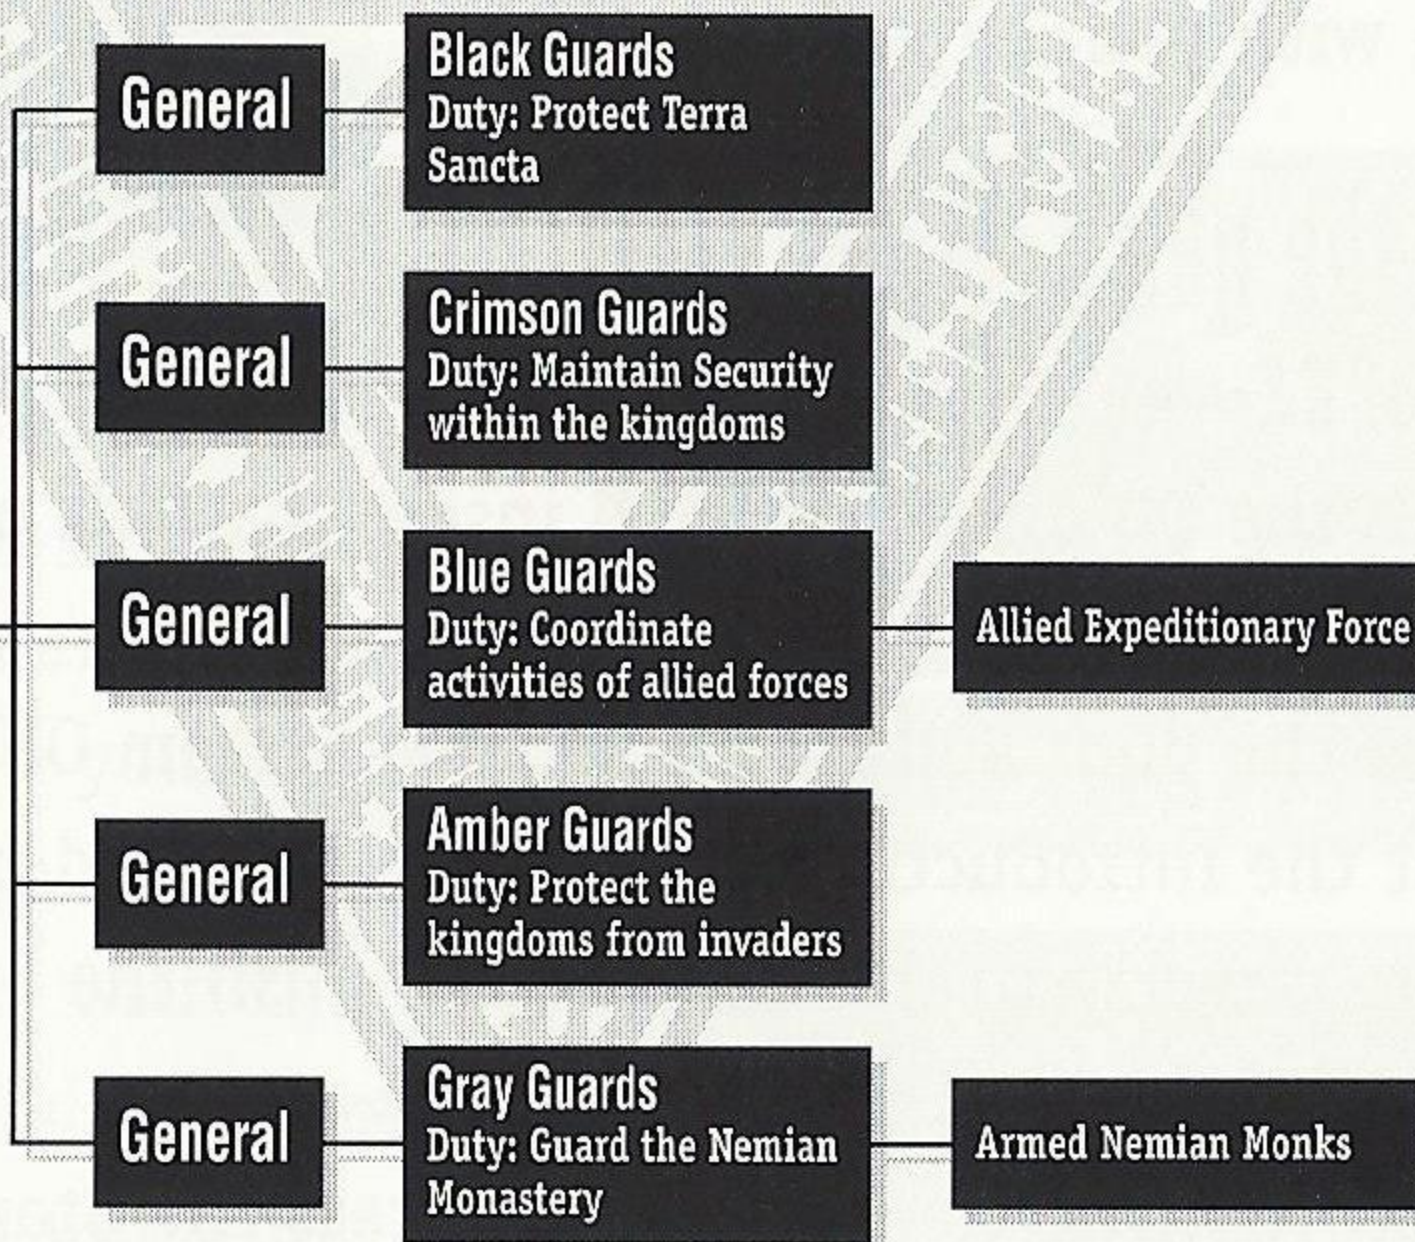 General
Black Guards
Duty: Protect Terra
Sancta
General
Crimson Guards
Duty: Maintain Security
within the kingdoms
General
Blue Guards
Duty: Coordinate
activities of allied forces
Allied Expeditionary Force
General
Amber Guards
Duty: Protect the
kingdoms from invaders
General
Gray Guards
Duty: Guard the Nemian
Monastery
Armed Nemian Monks